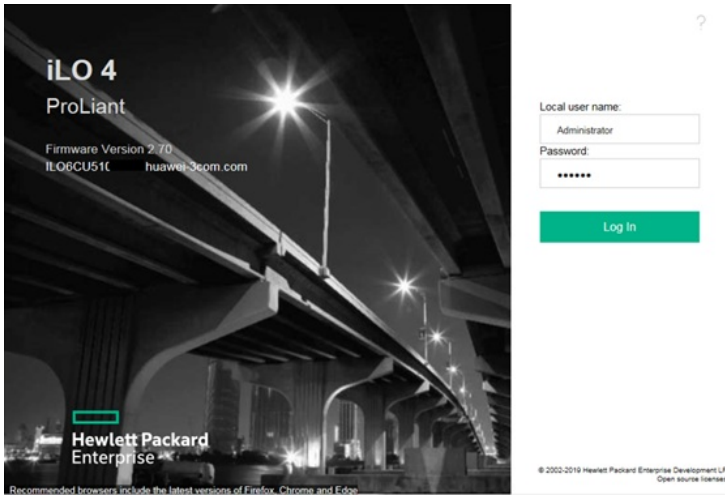 iLO 4
ProLiant
Firmware Version 2.70
ILO6CU510 huawei-3com.com
Hewlett Packard
Enterprise
Recommended browsers include the latest versions of Firefox, Chrome and Edge
?
Local user name:
Administrator
Password:
••••••
Log In
© 2002-2019 Hewlett Packard Enterprise Development LP
Open source licenses